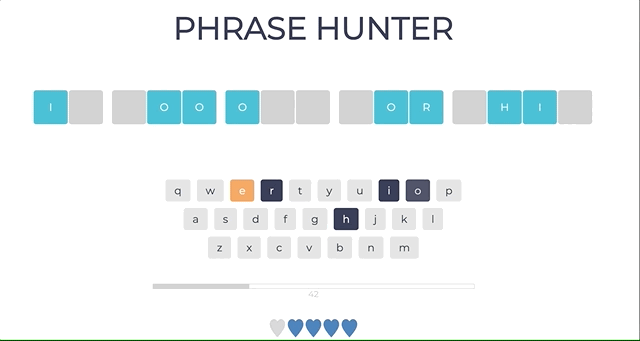 PHRASE HUNTER
I O O O O R H I
q w e r t y u i o p
a s d f g h j k l
z x c v b n m
42